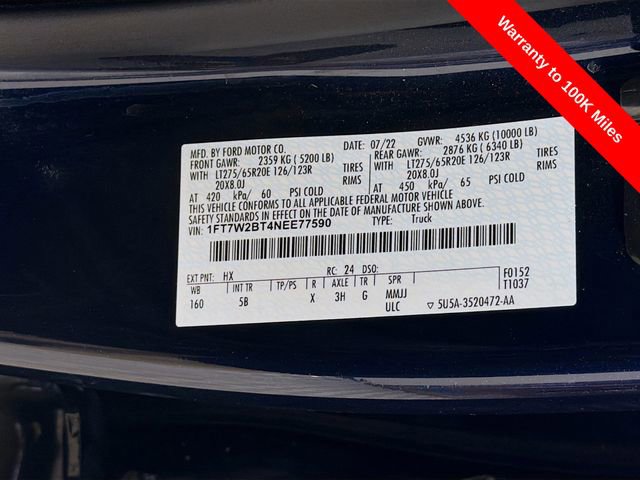 Warranty to 100K Miles
MFD. BY FORD MOTOR CO. DATE: 07/22 GVWR: 4536 KG (10000 LB)
FRONT GAWR: 2359 KG ( 5200 LB) REAR GAWR: 2876 KG ( 6340 LB)
WITH LT275/65R20E 126/123R TIRES WITH LT275/65R20E 126/123R TIRES
20X8.0J RIMS 20X8.0J RIMS
AT 420 kPa/ 60 PSI COLD AT 450 kPa/ 65 PSI COLD
THIS VEHICLE CONFORMS TO ALL APPLICABLE FEDERAL MOTOR VEHICLE
SAFETY STANDARDS IN EFFECT ON THE DATE OF MANUFACTURE SHOWN ABOVE.
VIN: 1FT7W2BT4NEE77590 TYPE: Truck
EXT PNT: HX RC: 24 DSO: F0152
WB INT TR TP/PS R AXLE TR SPR T1037
160 5B X 3H G MMJJ
ULC ▽ 5U5A-3520472-AA